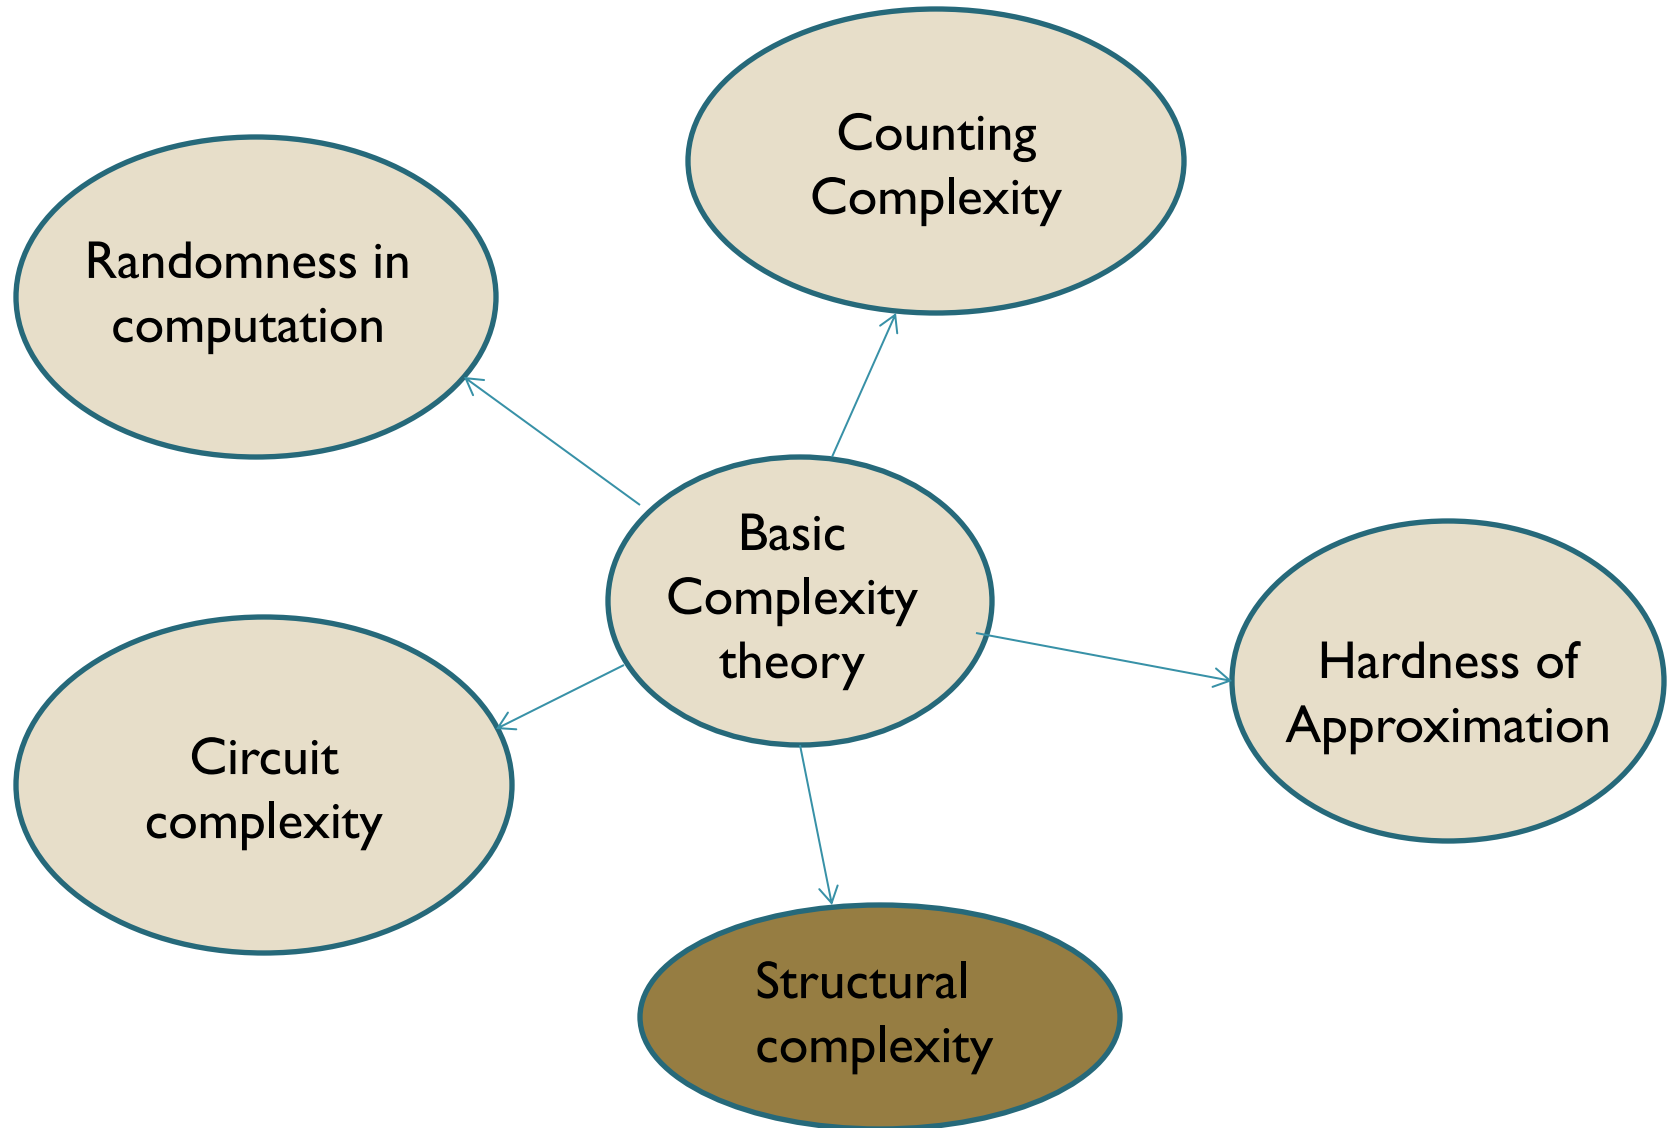 Counting
Complexity
Randomness in
computation
Basic
Complexity
theory
Hardness of
Approximation
Circuit
complexity
Structural
complexity